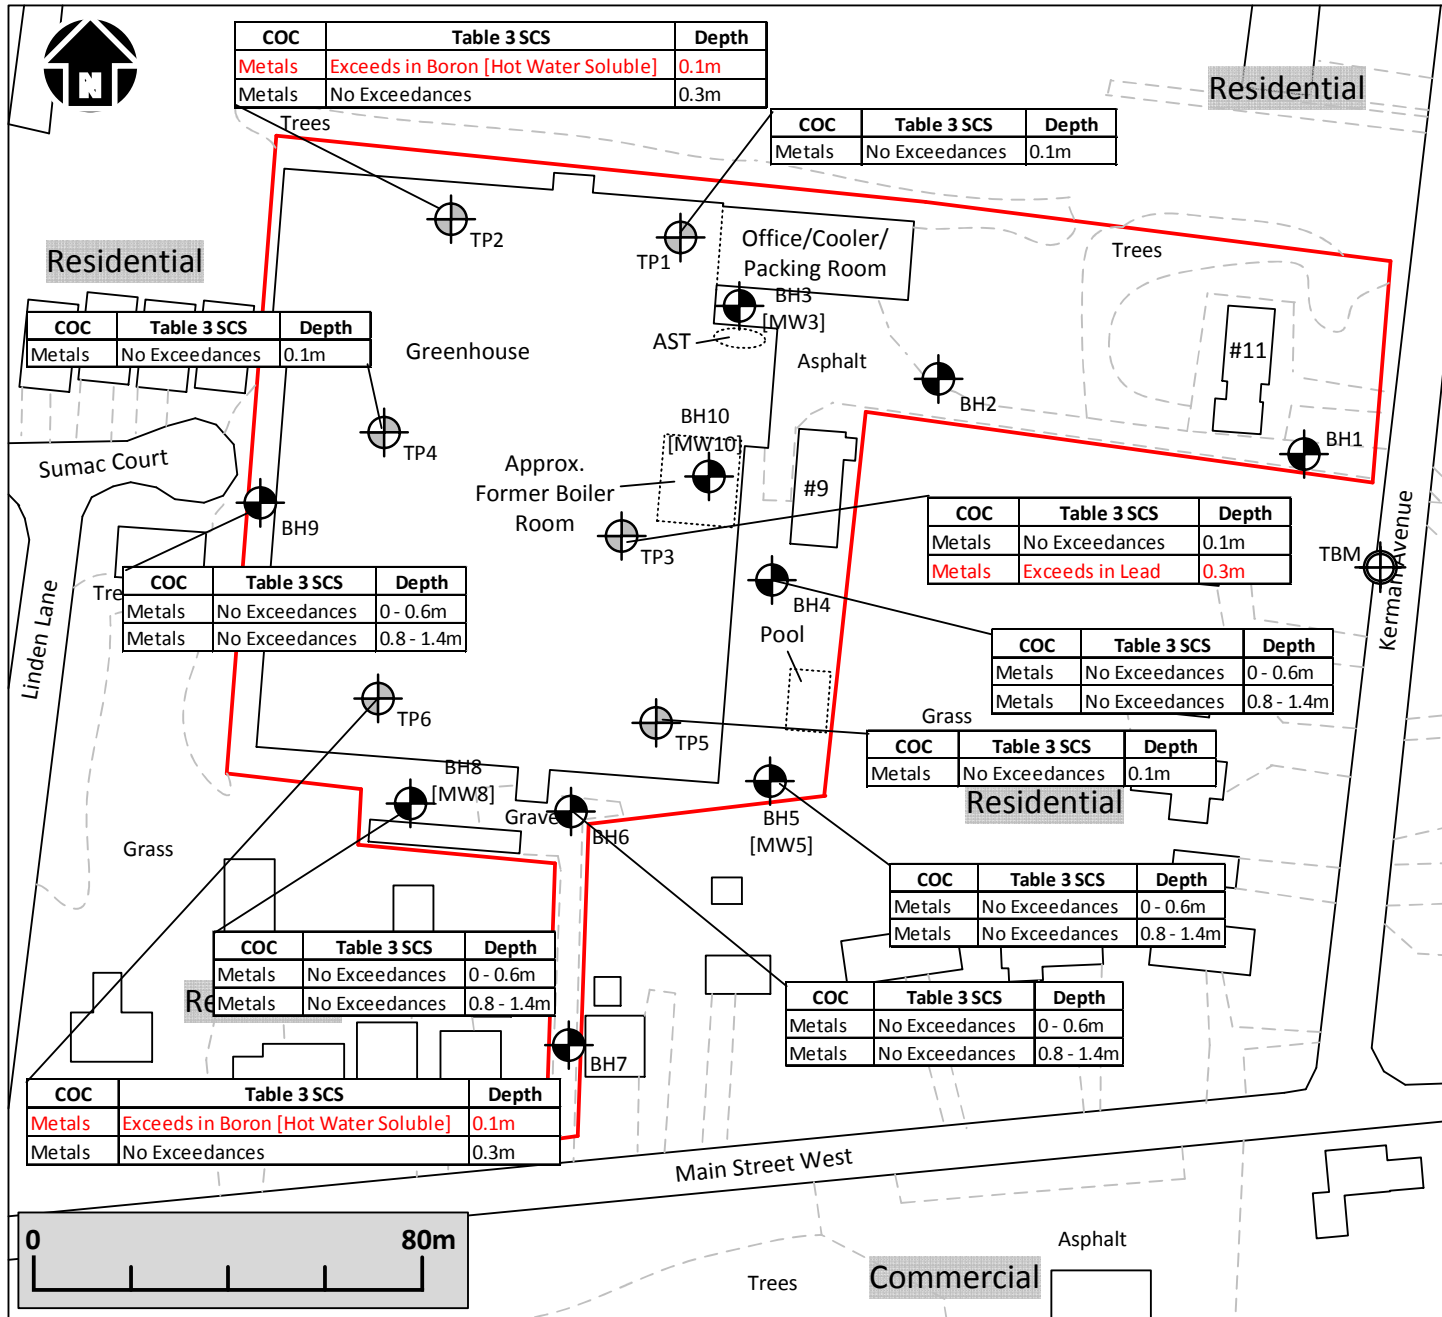 N
COC Table 3 SCS Depth
Metals Exceeds in Boron [Hot Water Soluble] 0.1m
Metals No Exceedances 0.3m
Residential
Trees
COC Table 3 SCS Depth
Metals No Exceedances 0.1m
TP2
TP1
Office/Cooler/
Packing Room
Trees
Residential
BH3
[MW3]
COC Table 3 SCS Depth
Metals No Exceedances 0.1m
Greenhouse
AST
Asphalt
#11
BH2
BH10
[MW10]
TP4
BH1
Sumac Court
Approx.
Former Boiler
Room
#9
BH9
COC Table 3 SCS Depth
Metals No Exceedances 0.1m
Metals Exceeds in Lead 0.3m
TP3
TBM
Kerman Avenue
COC Table 3 SCS Depth
Metals No Exceedances 0 - 0.6m
Metals No Exceedances 0.8 - 1.4m
BH4
Linden Lane
Pool
COC Table 3 SCS Depth
Metals No Exceedances 0 - 0.6m
Metals No Exceedances 0.8 - 1.4m
TP6
TP5
Grass
COC Table 3 SCS Depth
Metals No Exceedances 0.1m
BH8
[MW8]
Residential
Grave
BH6
BH5
[MW5]
Grass
COC Table 3 SCS Depth
Metals No Exceedances 0 - 0.6m
Metals No Exceedances 0.8 - 1.4m
COC Table 3 SCS Depth
Metals No Exceedances 0 - 0.6m
Metals No Exceedances 0.8 - 1.4m
COC Table 3 SCS Depth
Metals No Exceedances 0 - 0.6m
Metals No Exceedances 0.8 - 1.4m
BH7
COC Table 3 SCS Depth
Metals Exceeds in Boron [Hot Water Soluble] 0.1m
Metals No Exceedances 0.3m
Main Street West
0 80m
Asphalt
Trees
Commercial